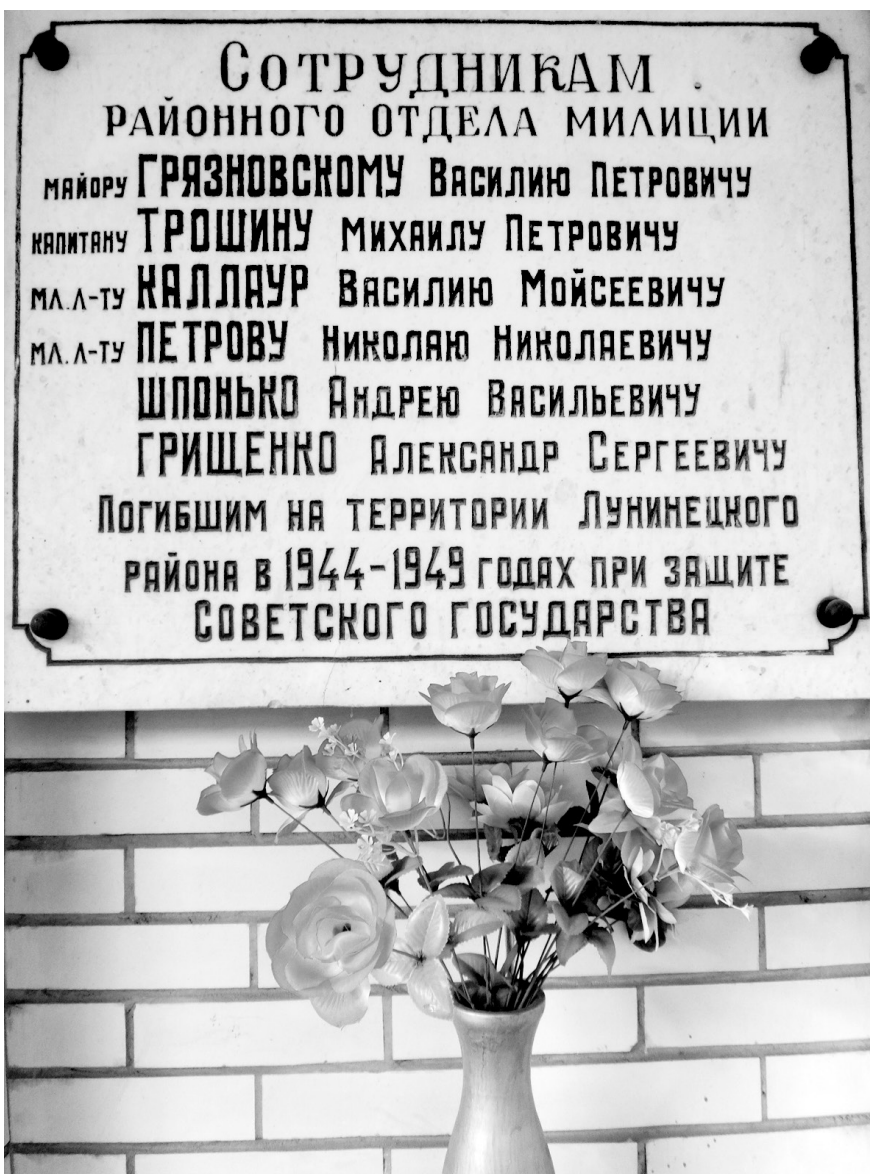 Сотрудникам
районного отдела милиции
майору ГРЯЗНОВСКОМУ Василию Петровичу
капитану ТРОШИНУ Михаилу Петровичу
мл. л-ту КАЛЛАУР Василию Мойсеевичу
мл. л-ту ПЕТРОВУ Николаю Николаевичу
ШПОНЬКО Андрею Васильевичу
ГРИЩЕНКО Александр Сергеевичу
Погибшим на территории Лунинецкого
района в 1944-1949 годах при защите
Советского государства